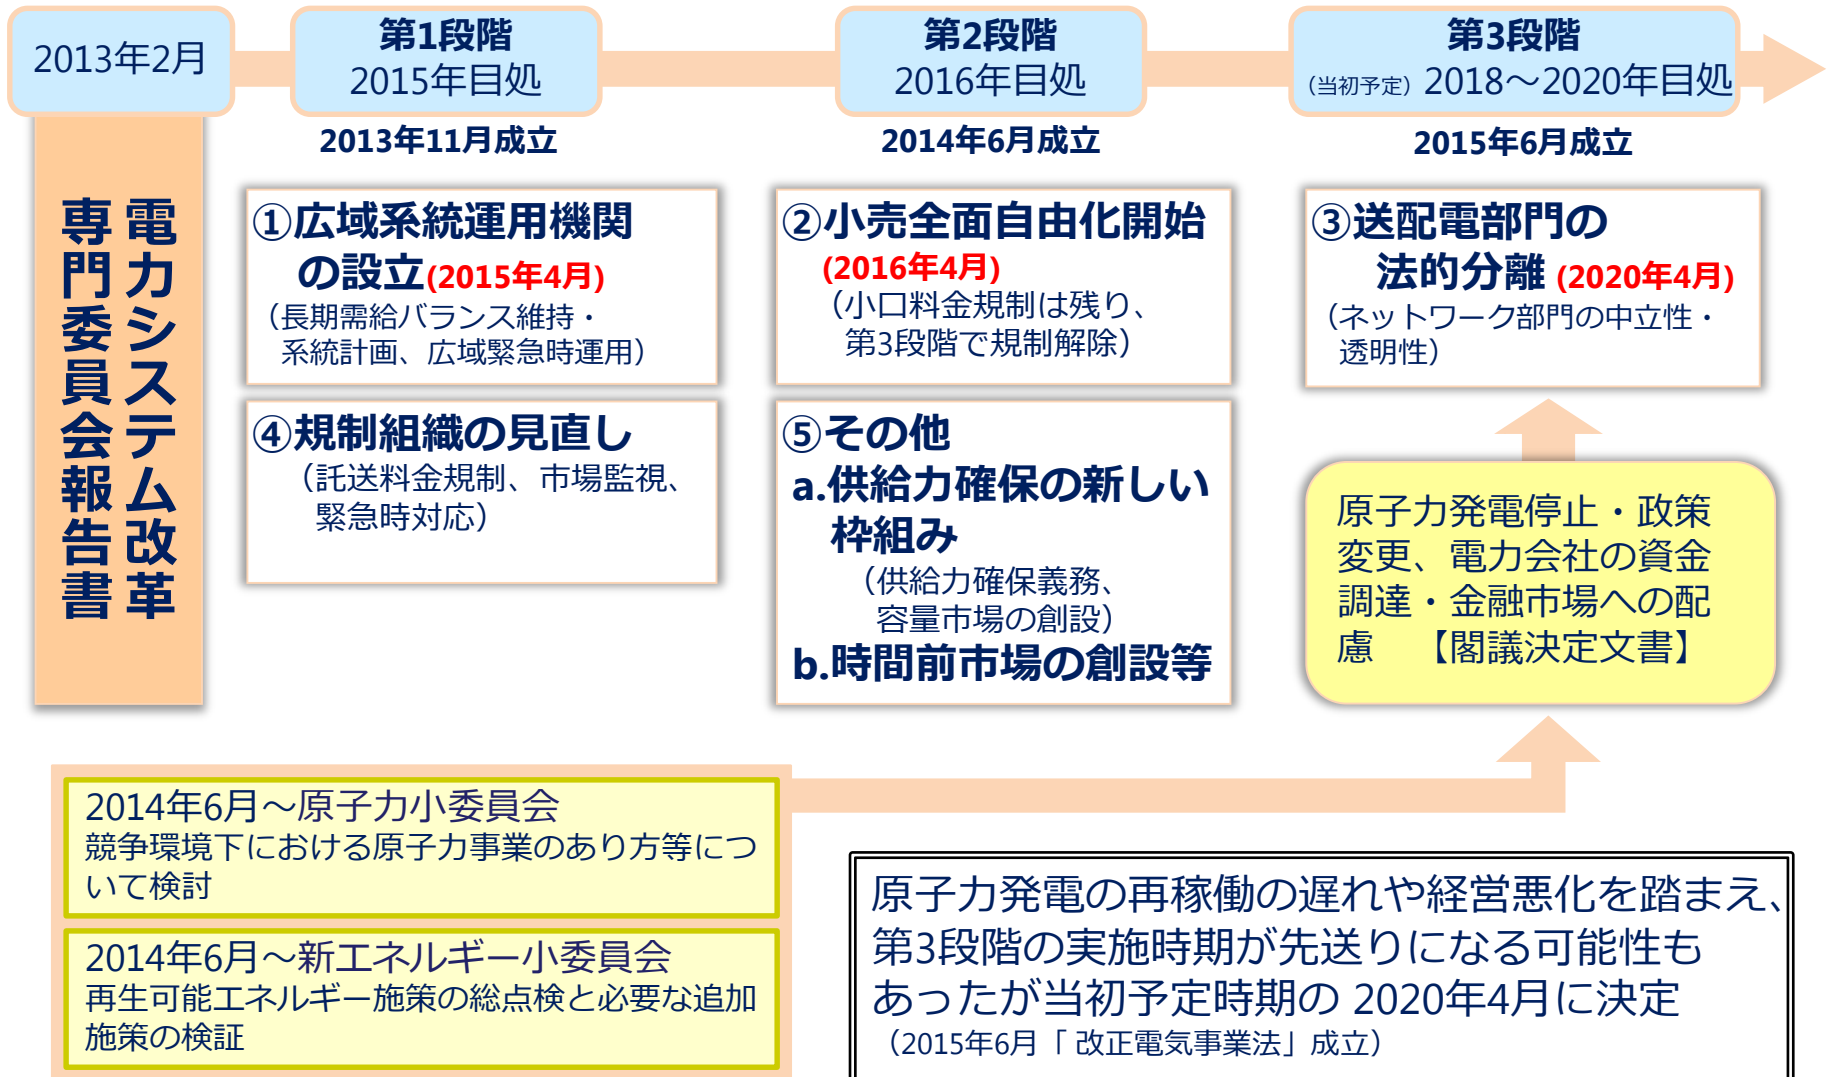 2013年2月
第1段階
2015年目処
第2段階
2016年目処
第3段階
（当初予定）2018～2020年目処
2013年11月成立
2014年6月成立
2015年6月成立
電力システム改革
専門委員会報告書
①広域系統運用機関
の設立(2015年4月)
（長期需給バランス維持・
系統計画、広域緊急時運用）
②小売全面自由化開始
(2016年4月)
（小口料金規制は残り、
第3段階で規制解除）
③送配電部門の
法的分離 (2020年4月)
（ネットワーク部門の中立性・
透明性）
④規制組織の見直し
（託送料金規制、市場監視、
緊急時対応）
⑤その他
a.供給力確保の新しい
枠組み
（供給力確保義務、
容量市場の創設）
b.時間前市場の創設等
原子力発電停止・政策
変更、電力会社の資金
調達・金融市場への配
慮　【閣議決定文書】
2014年6月～原子力小委員会
競争環境下における原子力事業のあり方等につ
いて検討
2014年6月～新エネルギー小委員会
再生可能エネルギー施策の総点検と必要な追加
施策の検証
原子力発電の再稼働の遅れや経営悪化を踏まえ、
第3段階の実施時期が先送りになる可能性も
あったが当初予定時期の 2020年4月に決定
（2015年6月「 改正電気事業法」成立）